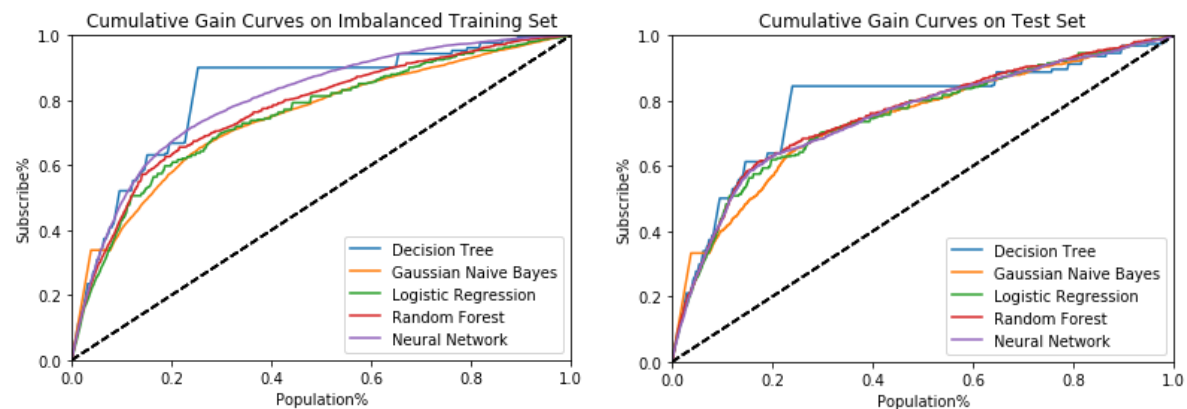 Cumulative Gain Curves on Imbalanced Training Set
1.0
0.8
0.6
0.4
0.2
0.0
Subscribe%
Decision Tree
Gaussian Naive Bayes
Logistic Regression
Random Forest
Neural Network
0.0 0.2 0.4 0.6 0.8 1.0
Population%
Cumulative Gain Curves on Test Set
1.0
0.8
0.6
0.4
0.2
0.0
Subscribe%
Decision Tree
Gaussian Naive Bayes
Logistic Regression
Random Forest
Neural Network
0.0 0.2 0.4 0.6 0.8 1.0
Population%